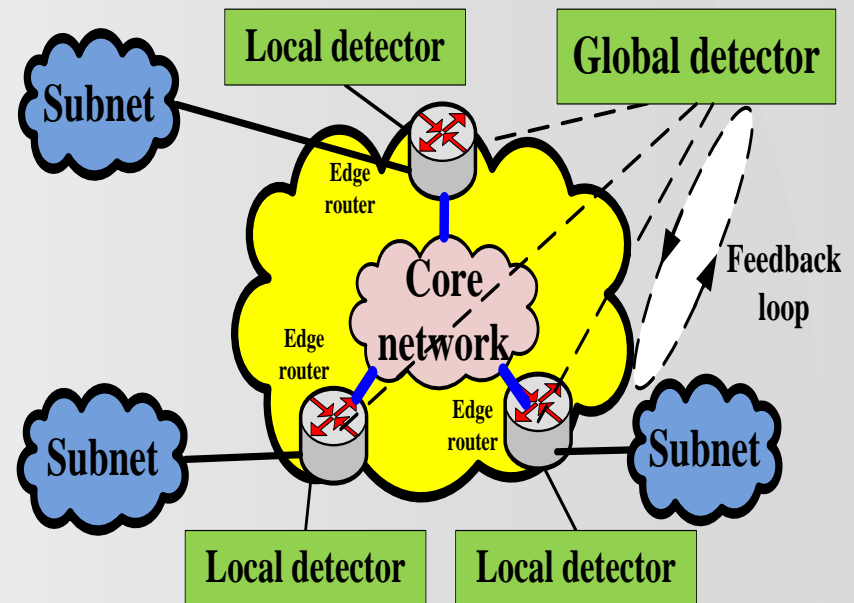 Local detector
Global detector
Subnet
Edge
router
Feedback
loop
Core
network
Edge
router
Edge
router
Subnet
Subnet
Local detector
Local detector